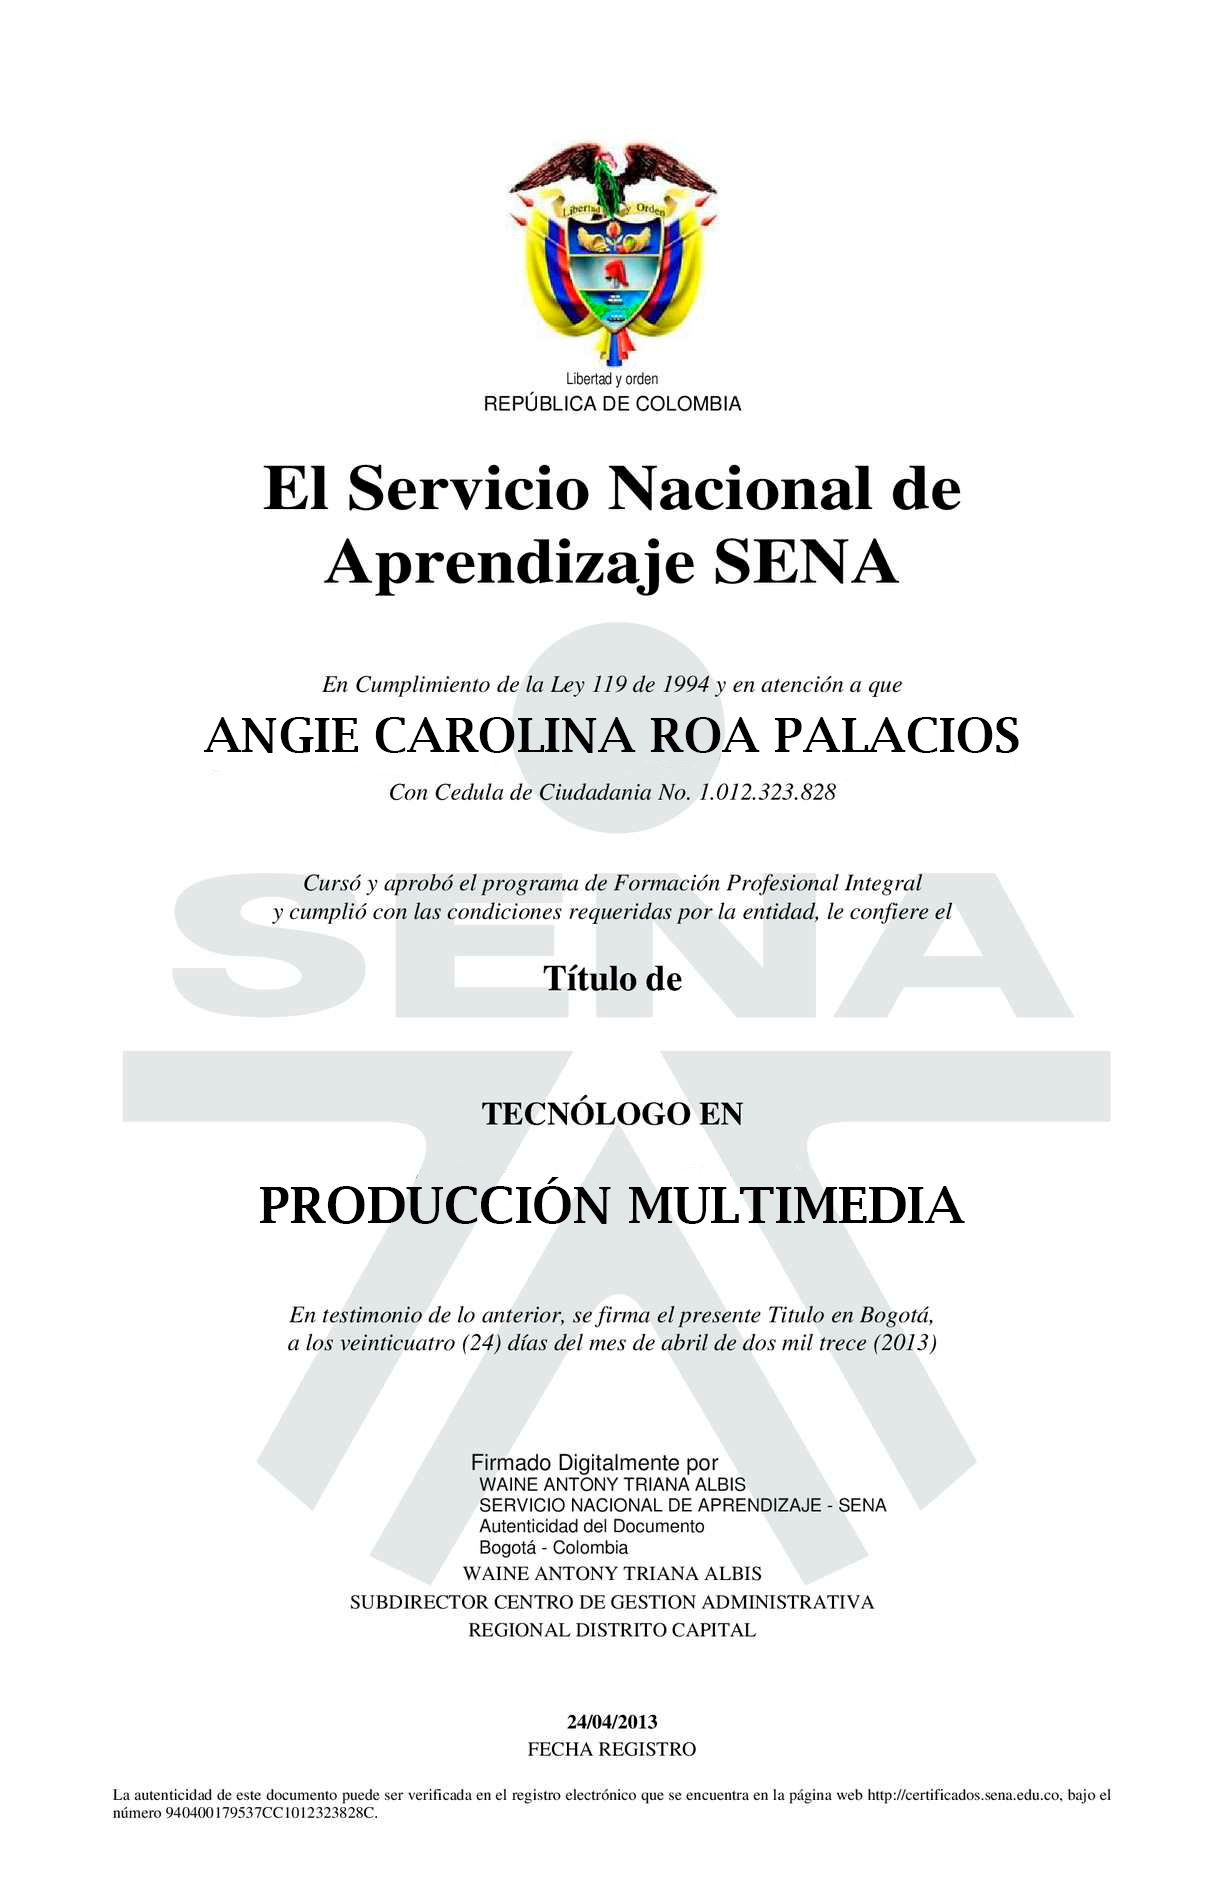 Libertad y Orden
Libertad y orden
REPÚBLICA DE COLOMBIA
El Servicio Nacional de
Aprendizaje SENA
En Cumplimiento de la Ley 119 de 1994 y en atención a que
ANGIE CAROLINA ROA PALACIOS
Con Cedula de Ciudadania No. 1.012.323.828
SENA
Cursó y aprobó el programa de Formación Profesional Integral
y cumplió con las condiciones requeridas por la entidad, le confiere el
Título de
TECNÓLOGO EN
PRODUCCIÓN MULTIMEDIA
En testimonio de lo anterior, se firma el presente Titulo en Bogotá,
a los veinticuatro (24) días del mes de abril de dos mil trece (2013)
Firmado Digitalmente por
WAINE ANTONY TRIANA ALBIS
SERVICIO NACIONAL DE APRENDIZAJE - SENA
Autenticidad del Documento
Bogotá - Colombia
WAINE ANTONY TRIANA ALBIS
SUBDIRECTOR CENTRO DE GESTION ADMINISTRATIVA
REGIONAL DISTRITO CAPITAL
24/04/2013
FECHA REGISTRO
La autenticidad de este documento puede ser verificada en el registro electrónico que se encuentra en la página web http://certificados.sena.edu.co, bajo el
número 940400179537CC1012323828C.